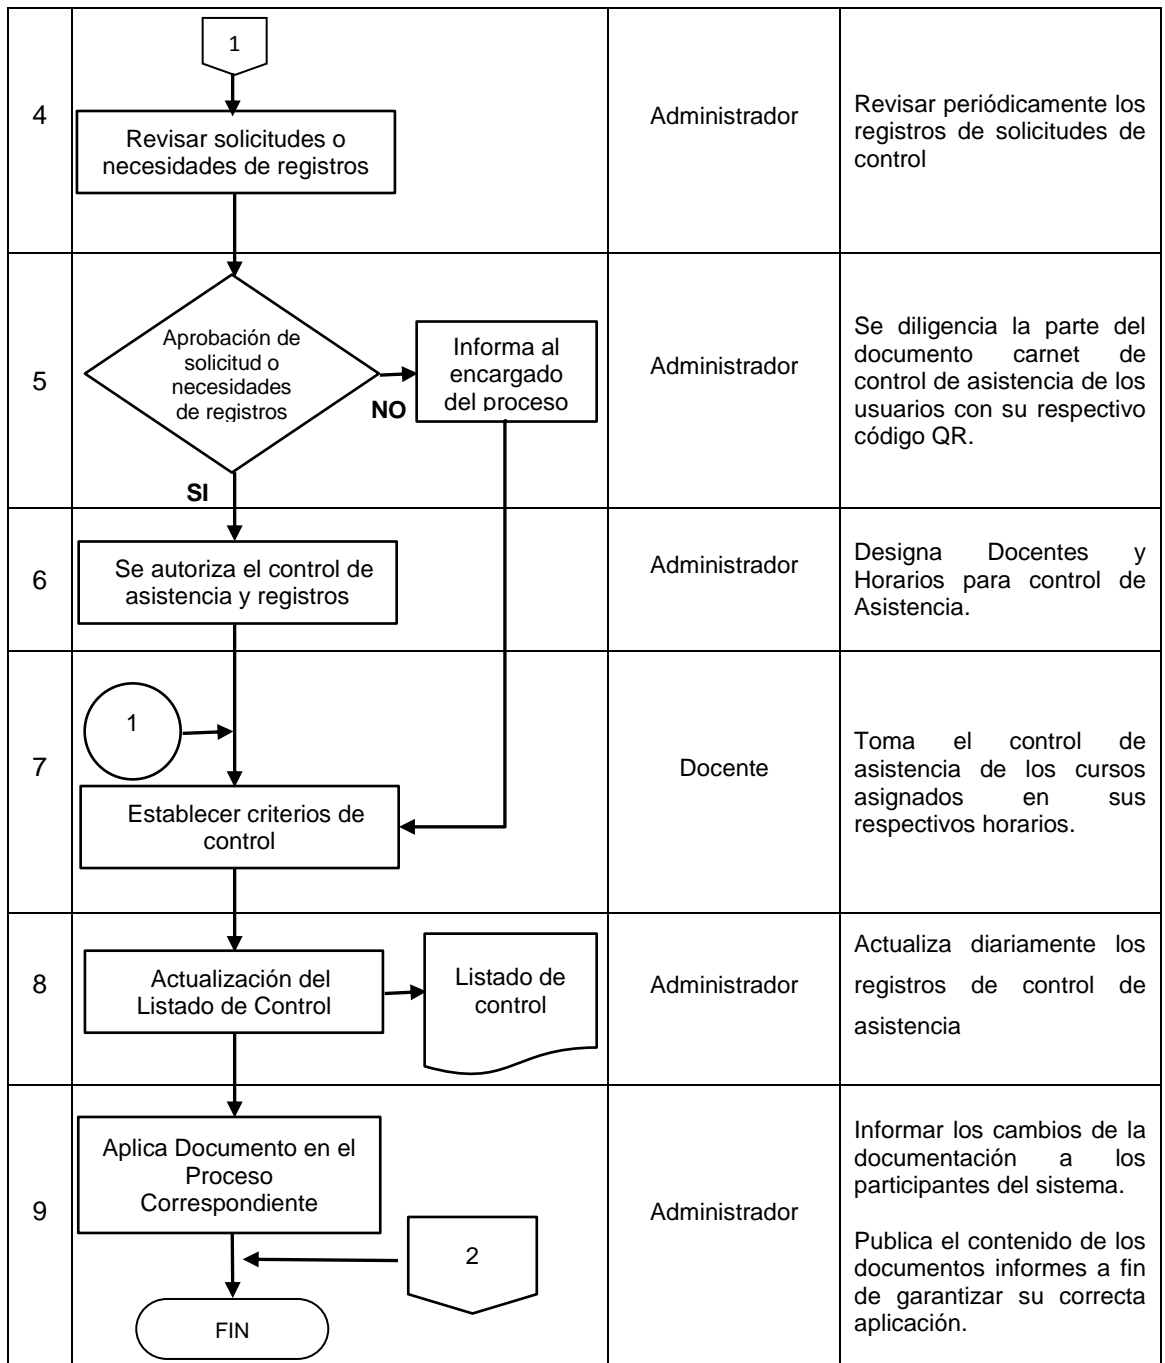 1
4
Revisar solicitudes o
necesidades de registros
Administrador
Revisar periódicamente los
registros de solicitudes de
control
5
Aprobación de
solicitud o
necesidades
de registros
NO
SI
Informa al
encargado
del proceso
Administrador
Se diligencia la parte del
documento carnet de
control de asistencia de los
usuarios con su respectivo
código QR.
6
Se autoriza el control de
asistencia y registros
Administrador
Designa Docentes y
Horarios para control de
Asistencia.
7
1
Establecer criterios de
control
Docente
Toma el control de
asistencia de los cursos
asignados en sus
respectivos horarios.
8
Actualización del
Listado de Control
Listado de
control
Administrador
Actualiza diariamente los
registros de control de
asistencia
9
Aplica Documento en el
Proceso
Correspondiente
2
FIN
Administrador
Informar los cambios de la
documentación a los
participantes del sistema.
Publica el contenido de los
documentos informes a fin
de garantizar su correcta
aplicación.